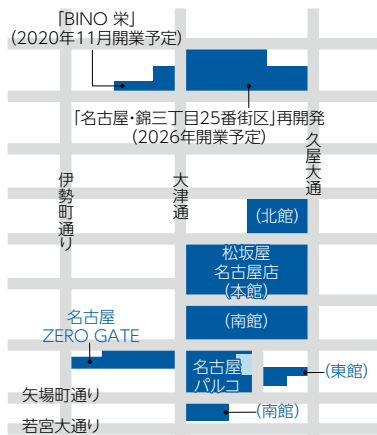 「BINO 栄」
(2020年11月開業予定)
「名古屋・錦三丁目25番街区」再開発
(2026年開業予定)
久屋大通
伊勢町通り
大津通
(北館)
松坂屋
名古屋店
(本館)
(南館)
名古屋
ZERO GATE
名古屋
パルコ
(東館)
矢場町通り
(南館)
若宮大通り